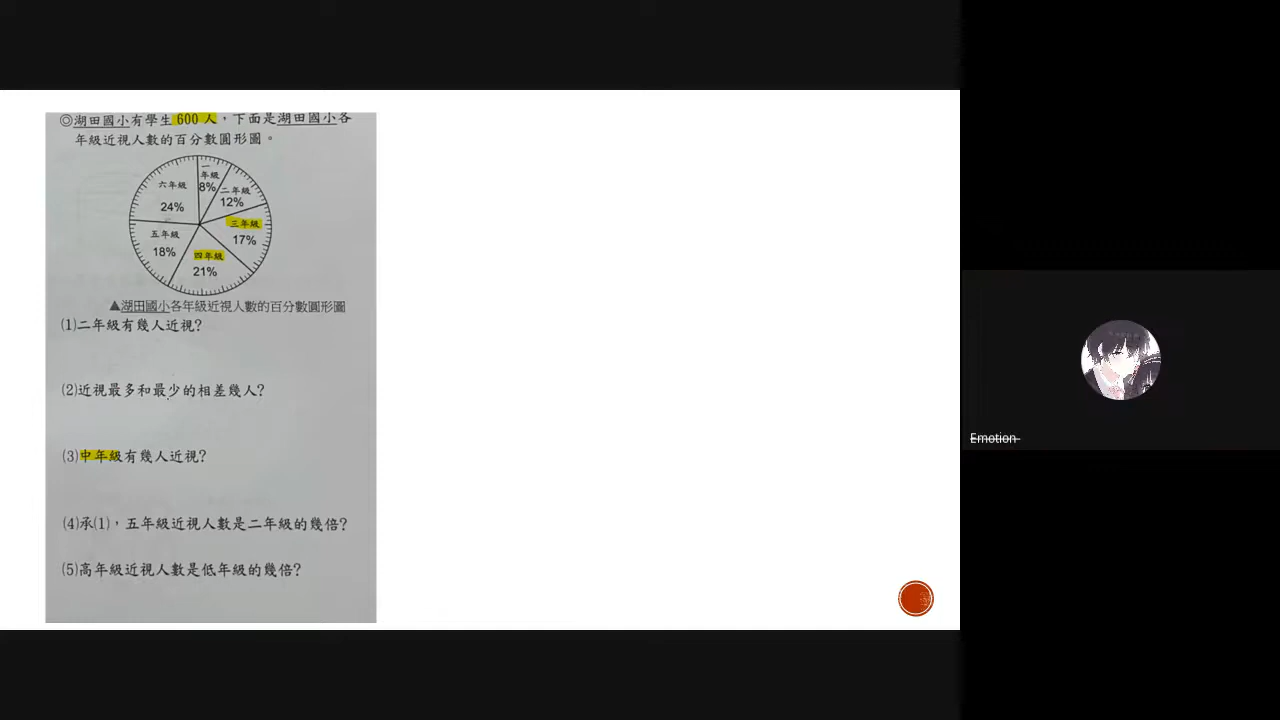 ◎湖田國小有學生600人，下面是湖田國小各
年級近視人數的百分數圓形圖。
一
年級
8%
二年級
12%
三年級
17%
四年級
21%
五年級
18%
六年級
24%
▲湖田國小各年級近視人數的百分數圓形圖
(1)二年級有幾人近視?
(2)近視最多和最少的相差幾人?
(3)中年級有幾人近視?
(4)承(1)，五年級近視人數是二年級的幾倍?
(5)高年級近視人數是低年級的幾倍?
Emotion